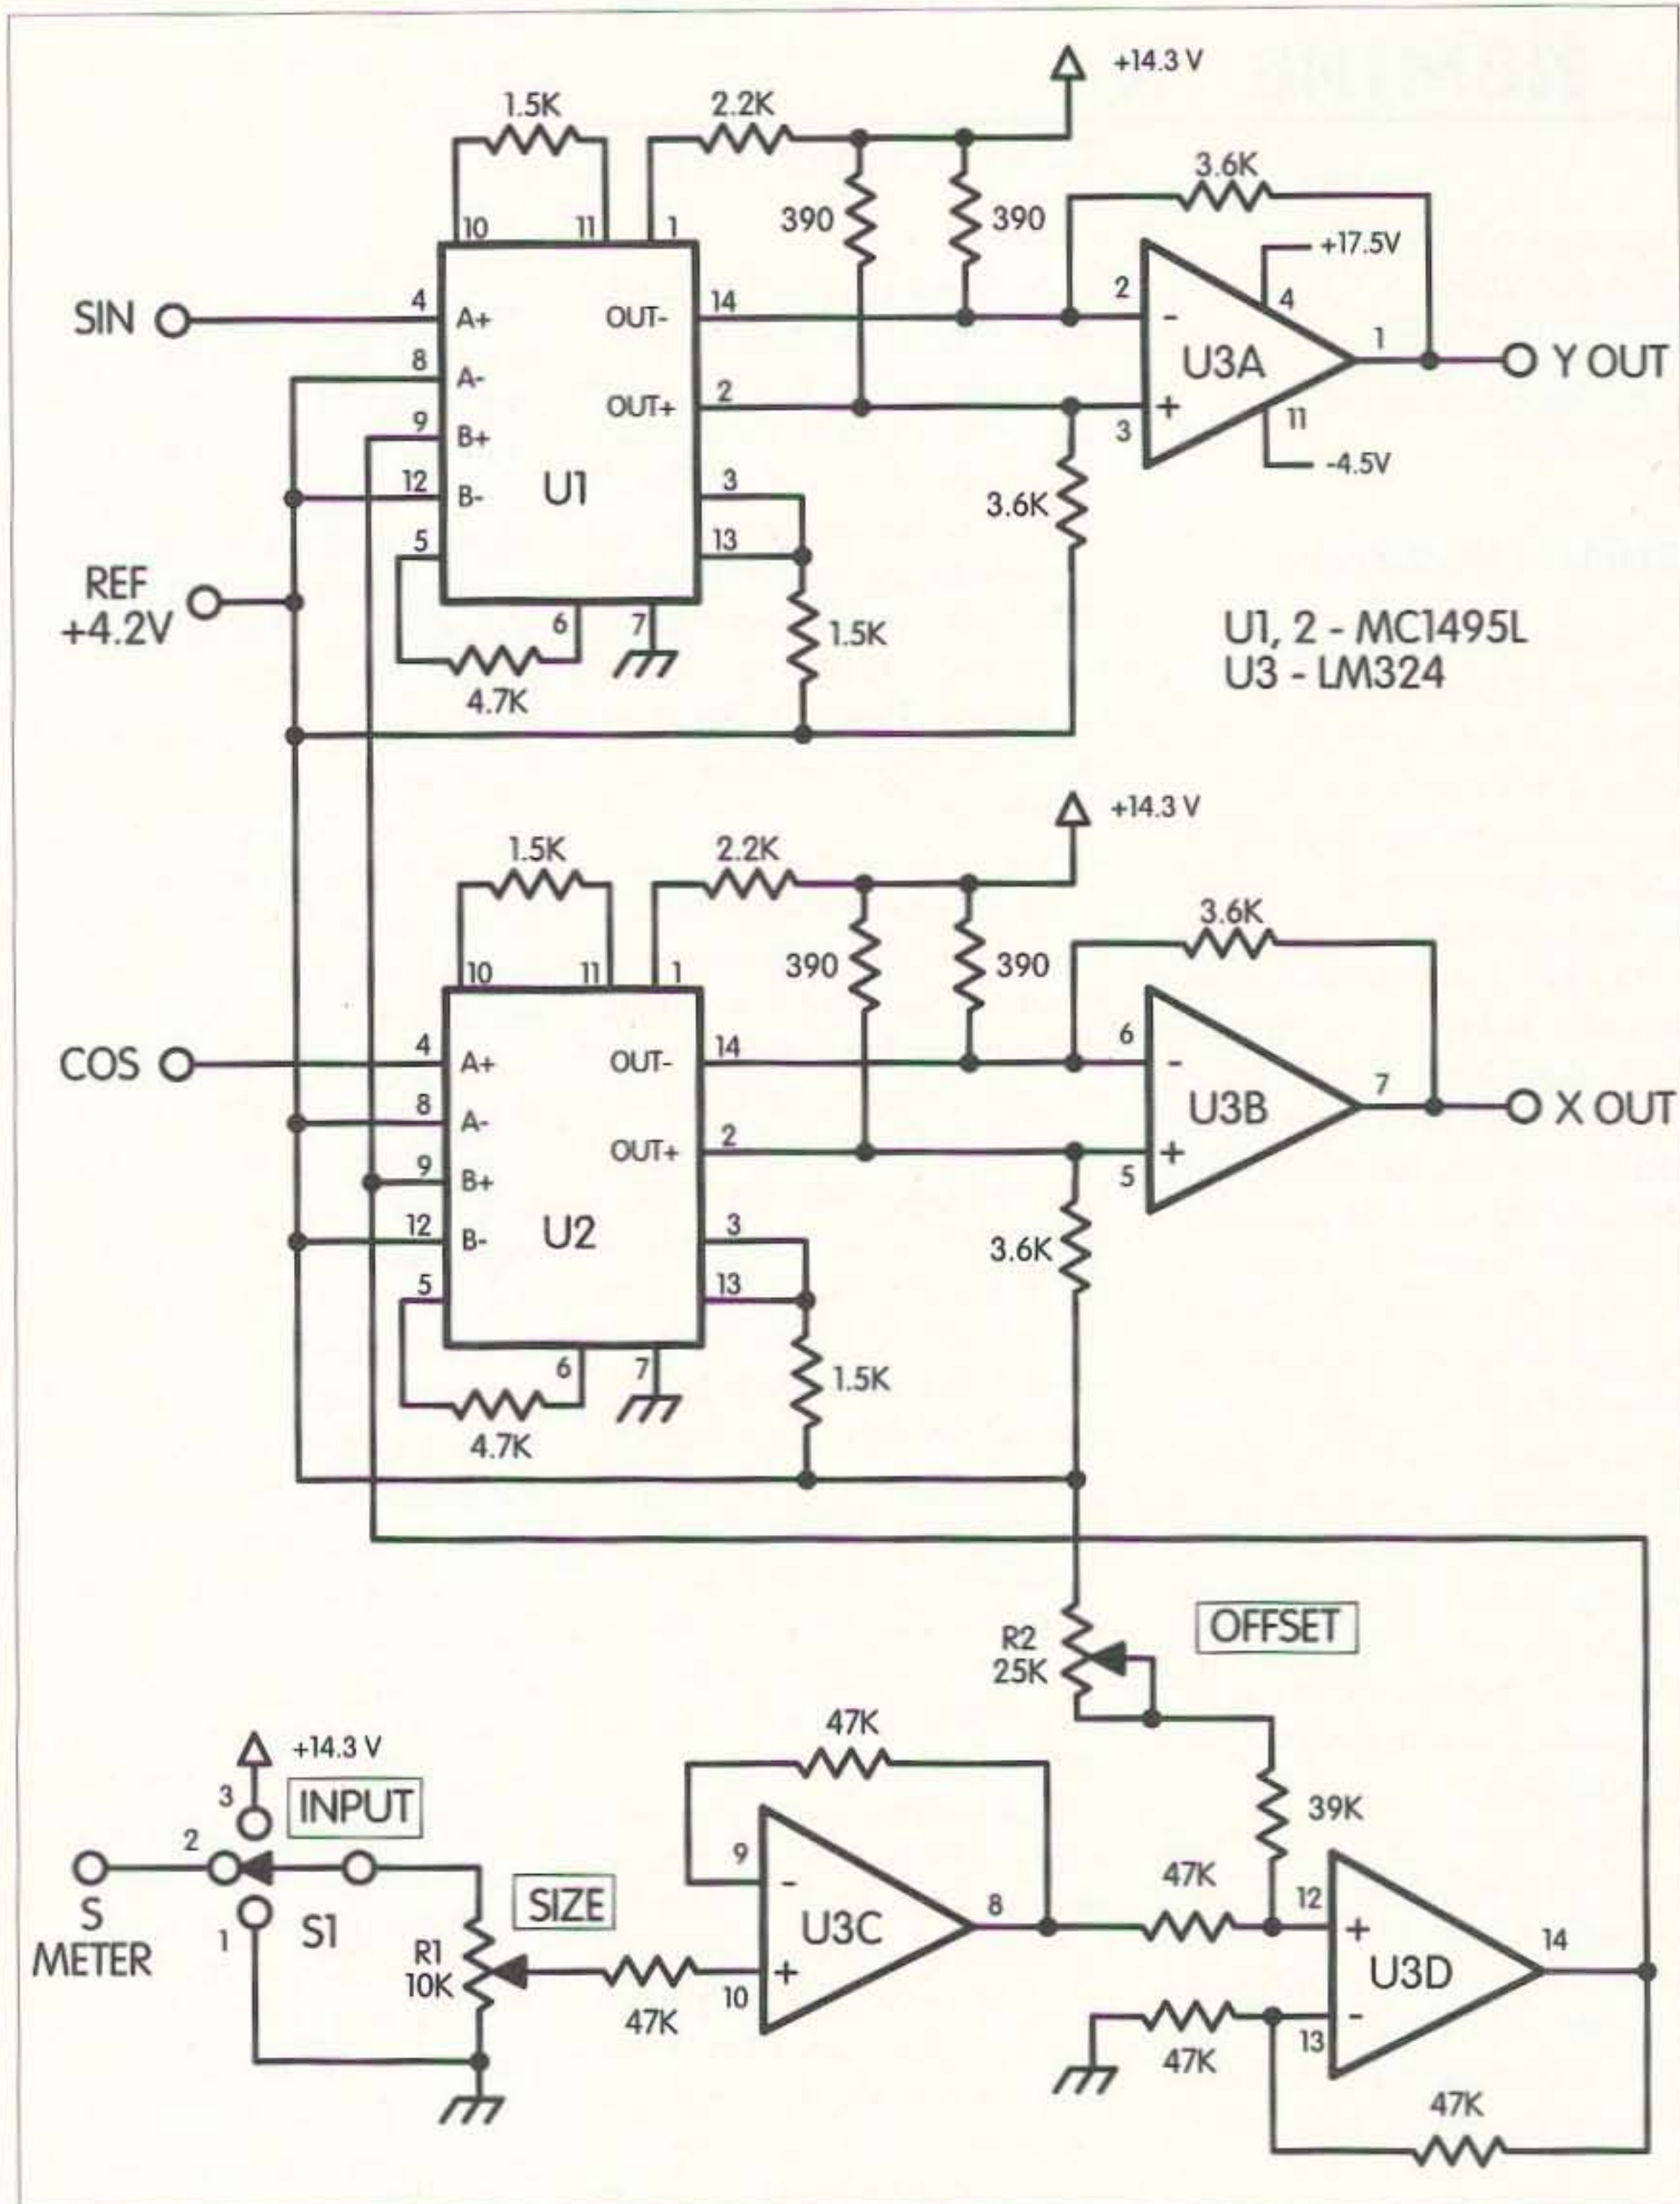 +14.3 V
1.5K
2.2K
390
390
3.6K
10
11
1
+17.5V
SIN
4
A+
OUT-
14
2
-
4
U3A
1
Y OUT
8
A-
OUT+
2
3
+
11
-4.5V
9
B+
12
B-
U1
3
13
3.6K
5
REF
+4.2V
6
7
1.5K
4.7K
U1, 2 - MC1495L
U3 - LM324
+14.3 V
1.5K
2.2K
390
390
3.6K
10
11
1
COS
4
A+
OUT-
14
6
-
U3B
7
X OUT
8
A-
OUT+
2
5
+
9
B+
12
B-
U2
3
13
3.6K
5
6
7
1.5K
4.7K
R2
25K
OFFSET
+14.3 V
3
INPUT
2
S
METER
1
S1
SIZE
R1
10K
47K
47K
9
-
U3C
8
10
+
39K
47K
12
+
U3D
14
47K
13
-
47K